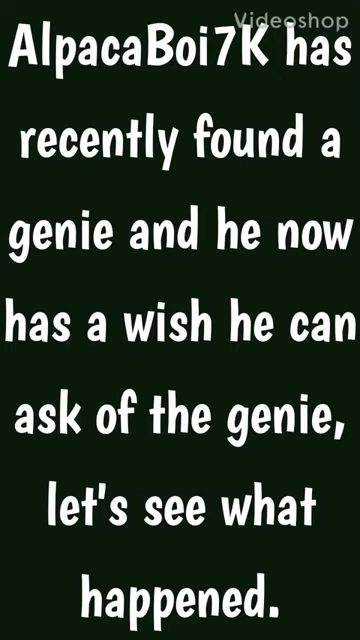 Videoshop
AlpacaBoi7K has
recently found a
genie and he now
has a wish he can
ask of the genie,
let's see what
happened.